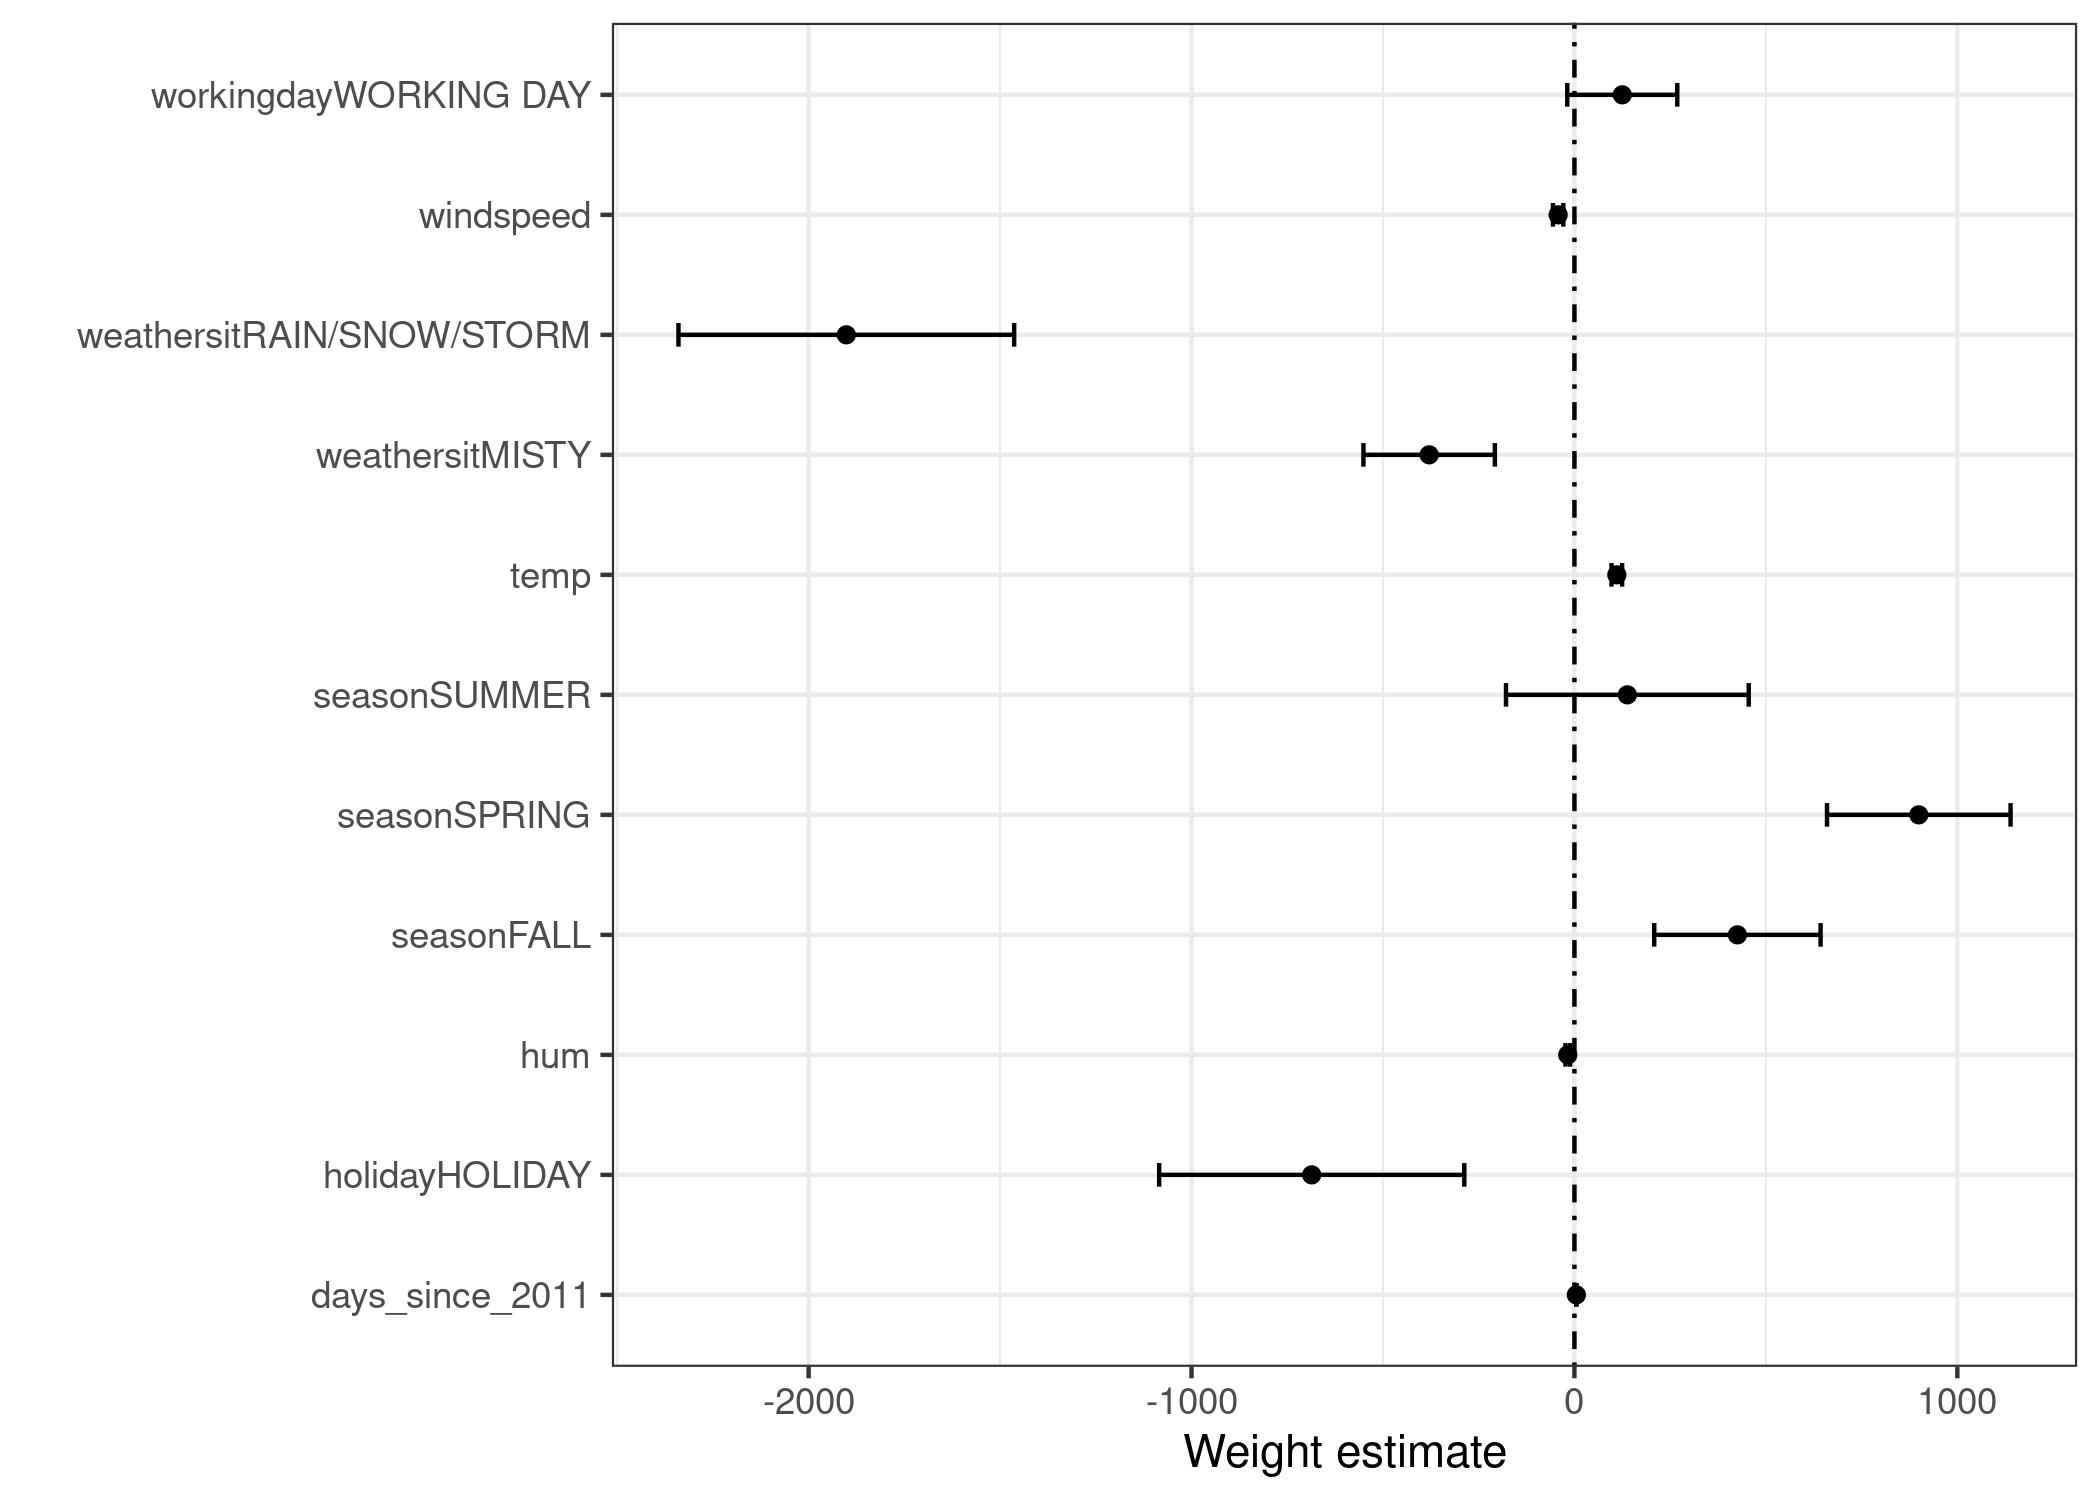 workingdayWORKING DAY
windspeed
weathersitRAIN/SNOW/STORM
weathersitMISTY
temp
seasonSUMMER
seasonSPRING
seasonFALL
hum
holidayHOLIDAY
days_since_2011
-2000 -1000 0 1000
Weight estimate